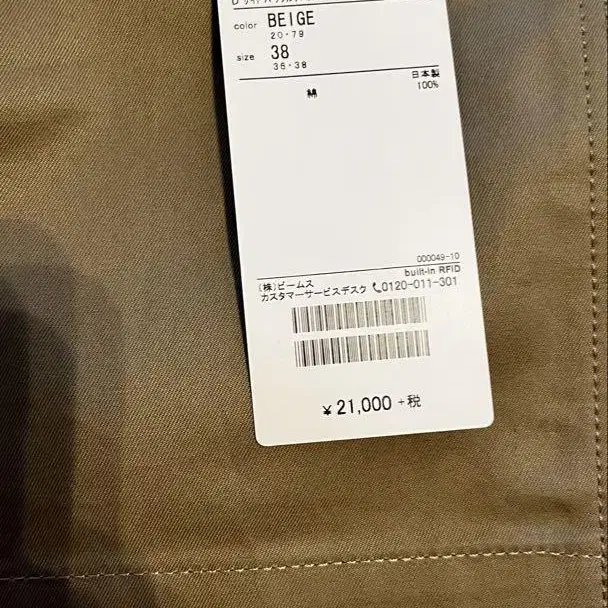 color BEIGE
20・79
size 38
36・38
日本製
綿 100%
000049-10
built-in RFID
(株)ビームス
カスタマーサービスデスク 0120-011-301
¥21,000 +税